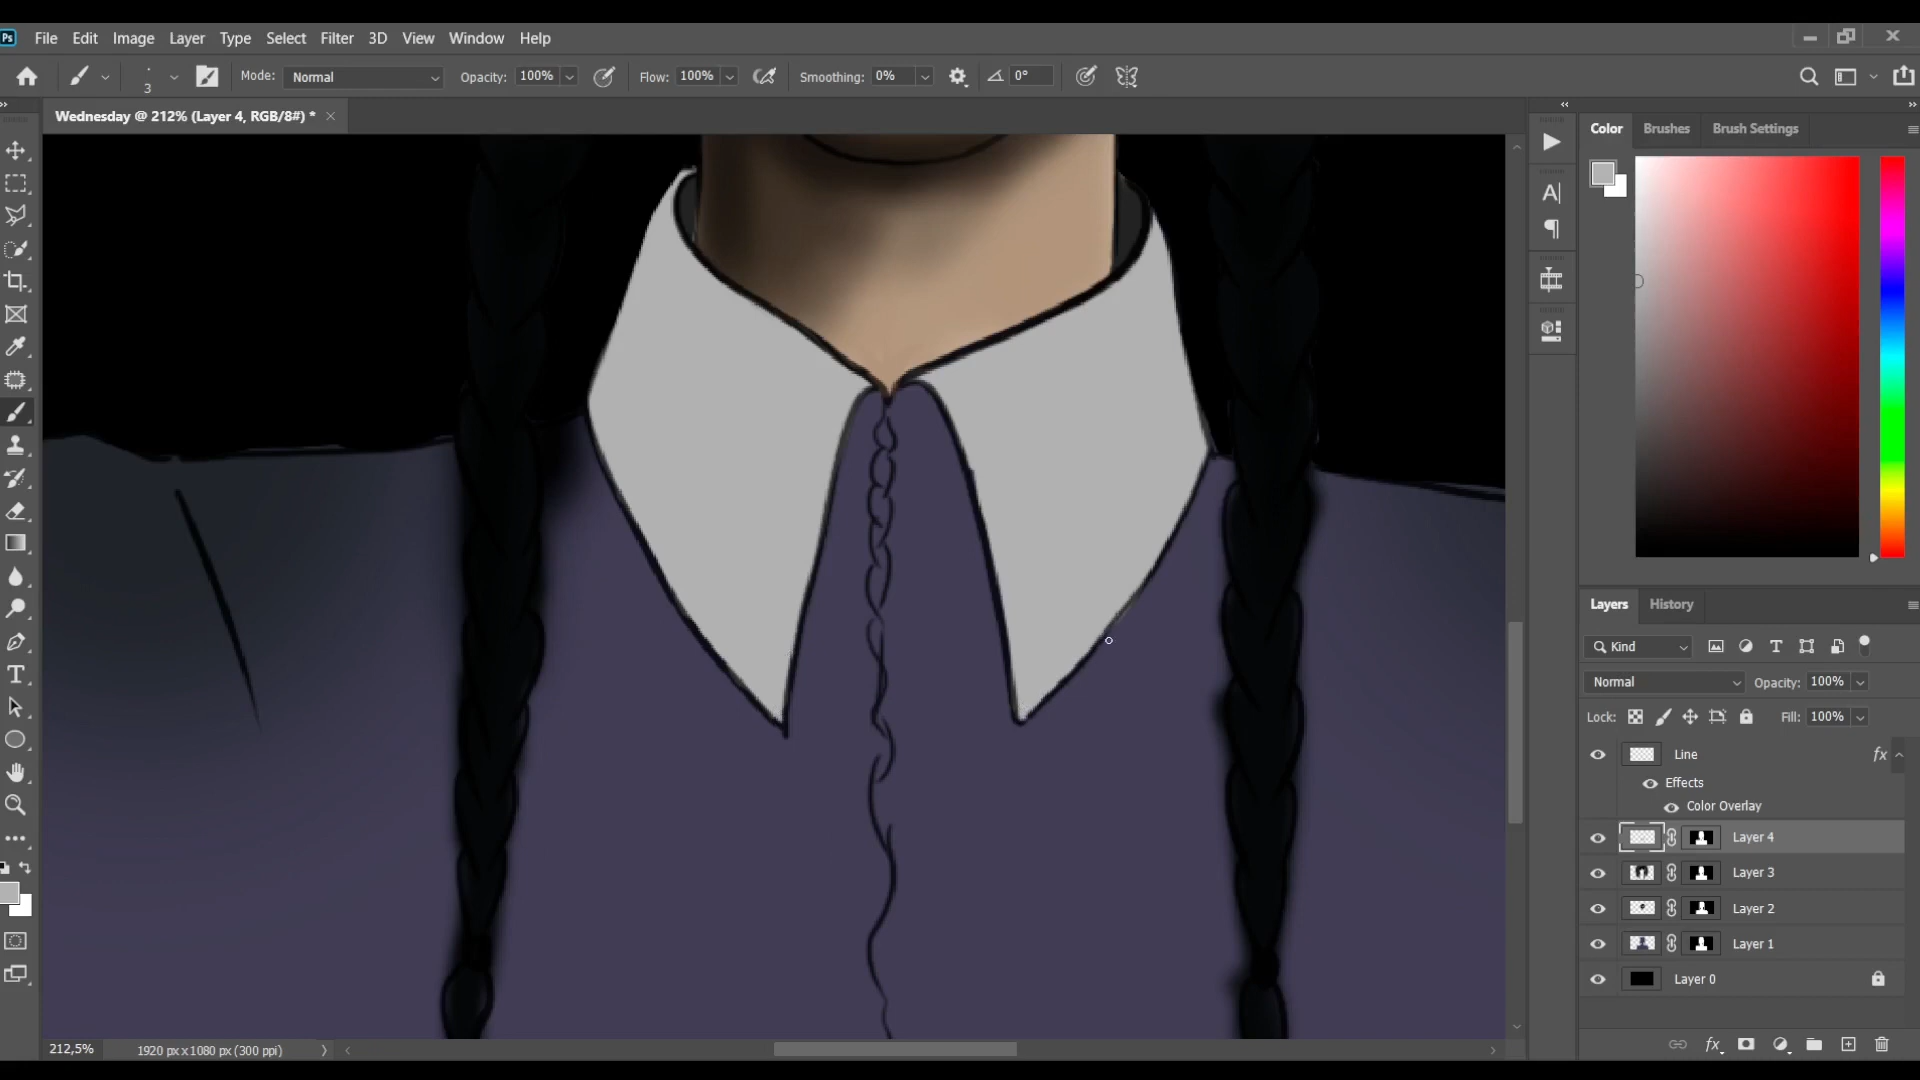 Ps File Edit Image Layer Type Select Filter 3D View Window Help
3 Mode: Normal Opacity: 100% Flow: 100% Smoothing: 0% 0°
Wednesday @ 212% (Layer 4, RGB/8#) * ×
Color Brushes Brush Settings
A|
T
Layers History
Kind T
Normal Opacity: 100%
Lock: Fill: 100%
Line fx
Effects
Color Overlay
Layer 4
Layer 3
Layer 2
Layer 1
Layer 0
fx
212,5% 1920 px x 1080 px (300 ppi)